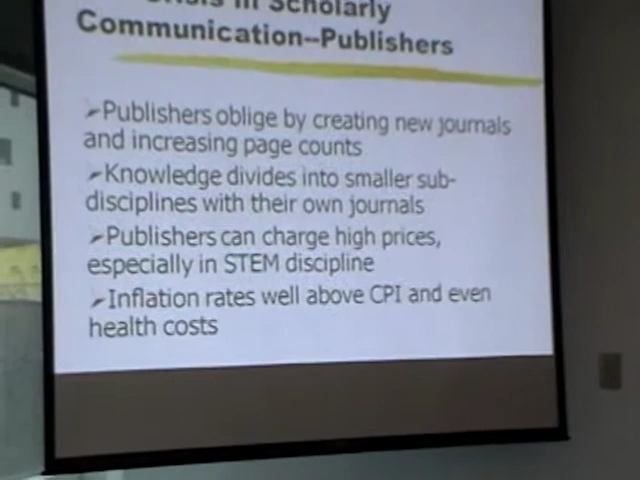 in Scholarly
Communication--Publishers
➢Publishers oblige by creating new journals
and increasing page counts
➢Knowledge divides into smaller sub-
disciplines with their own journals
➢Publishers can charge high prices,
especially in STEM discipline
➢Inflation rates well above CPI and even
health costs